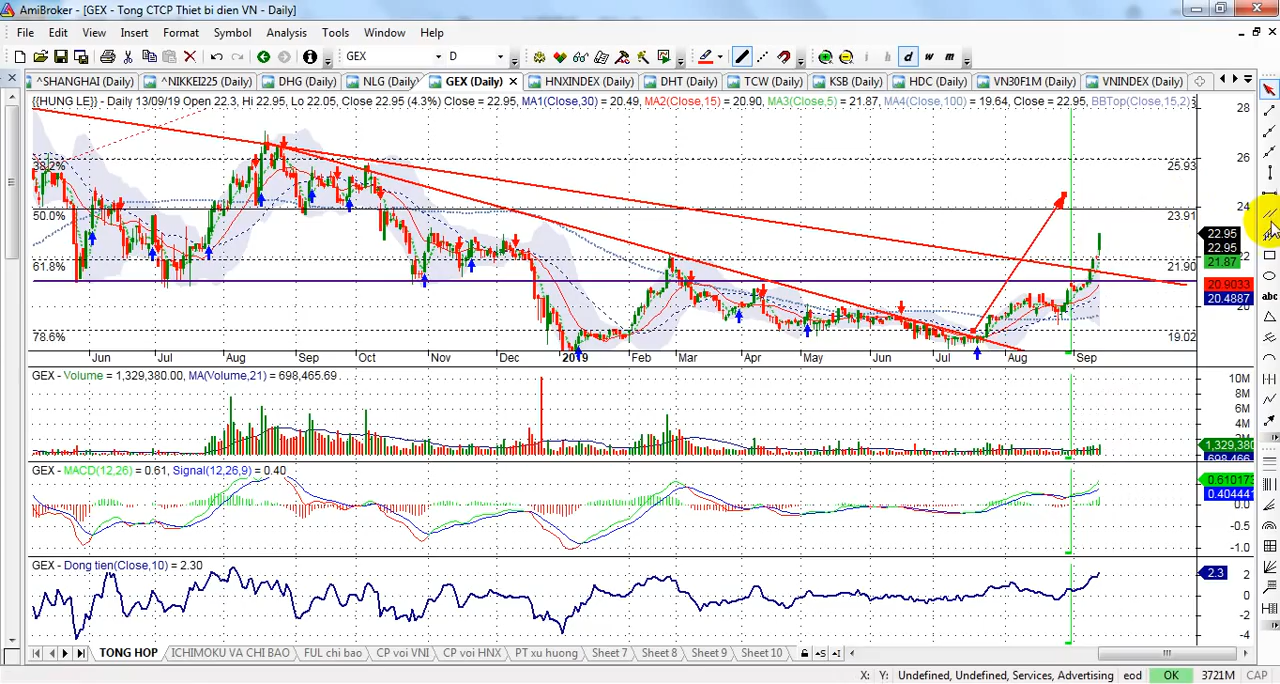 AmiBroker - [GEX - Tong CTCP Thiet bi dien VN - Daily]
File Edit View Insert Format Symbol Analysis Tools Window Help
GEX D i h d w m
^SHANGHAI (Daily) ^NIKKE225 (Daily) DHG (Daily) NLG (Daily) GEX (Daily) HNXINDEX (Daily) DHT (Daily) TCW (Daily) KSB (Daily) HDC (Daily) VN30F1M (Daily) VNINDEX (Daily)
{{HUNG LE}} - Daily 13/09/19 Open 22.3, Hi 22.95, Lo 22.05, Close 22.95 (4.3%) Close = 22.95, MA1(Close,30) = 20.49, MA2(Close,15) = 20.90, MA3(Close,5) = 21.87, MA4(Close,100) = 19.64, Close = 22.95, BBTop(Close,15,2)
28
26
38.2% 25.93
24
50.0% 23.91
22.95
22.95
22
61.8% 21.90
21.87
20.9033
20.4887
20
78.6% 19.02
Jun Jul Aug Sep Oct Nov Dec 2019 Feb Mar Apr May Jun Jul Aug Sep
GEX - Volume = 1,329,380.00, MA(Volume,21) = 698,465.69
10M
8M
6M
4M
1,329,380
698,466
GEX - MACD(12,26) = 0.61, Signal(12,26,9) = 0.40
0.610173
0.404441
0.0
-0.5
-1.0
GEX - Dong tien(Close,10) = 2.30
2.3
2
0
-2
-4
TONG HOP ICHIMOKU VA CHI BAO FUL chi bao CP voi VNI CP voi HNX PT xu huong Sheet 7 Sheet 8 Sheet 9 Sheet 10
X: Y: Undefined, Undefined, Services, Advertising eod OK 3721M CAP
abc